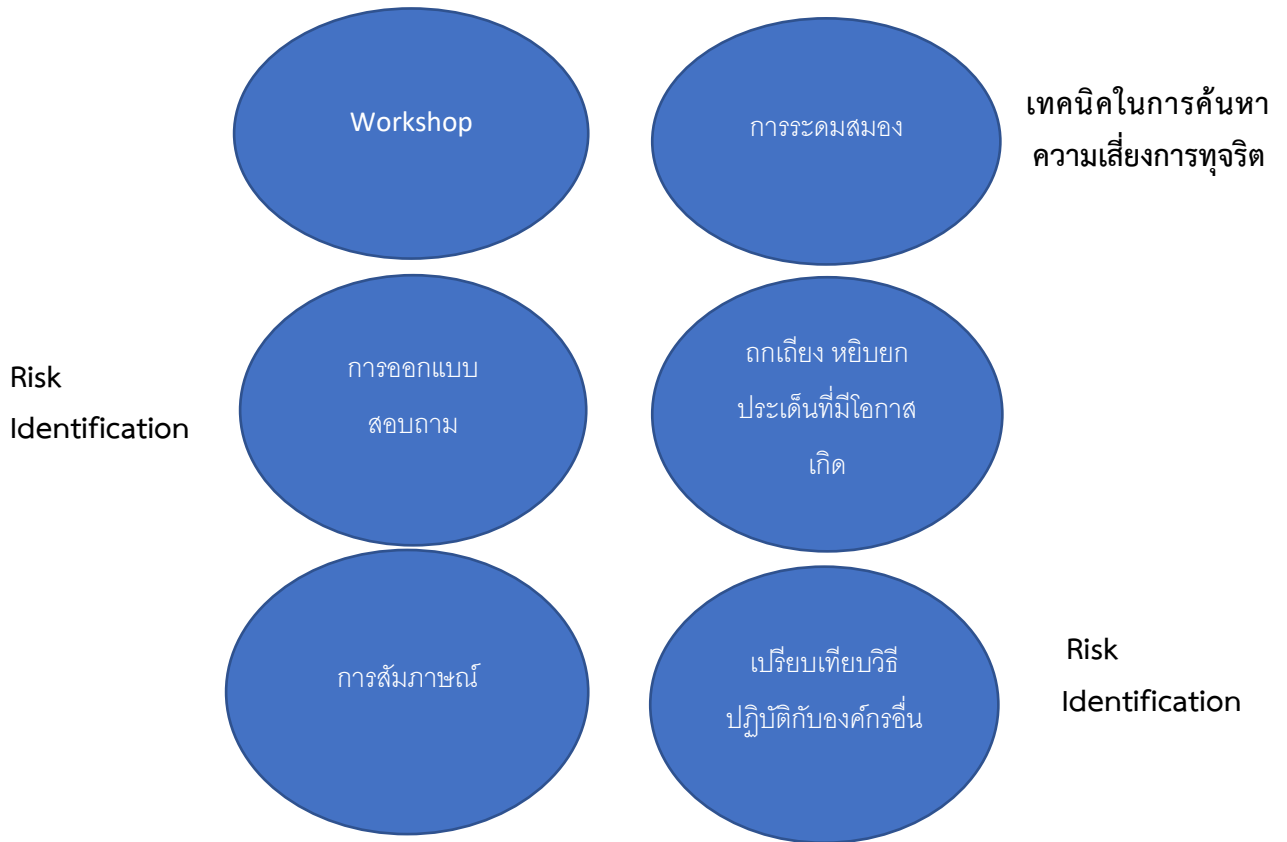 Workshop
การระดมสมอง
เทคนิคในการค้นหา
ความเสี่ยงการทุจริต
Risk
Identification
การออกแบบ
สอบถาม
ถกเถียง หยิบยก
ประเด็นที่มีโอกาส
เกิด
การสัมภาษณ์
เปรียบเทียบวิธี
ปฏิบัติกับองค์กรอื่น
Risk
Identification